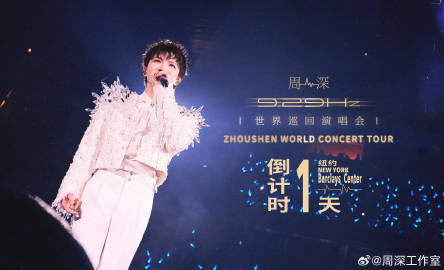 周深
9.29Hz
世界巡回演唱会
ZHOUSHEN WORLD CONCERT TOUR
倒计时1天
纽约
NEW YORK
Barclays Center
@周深工作室